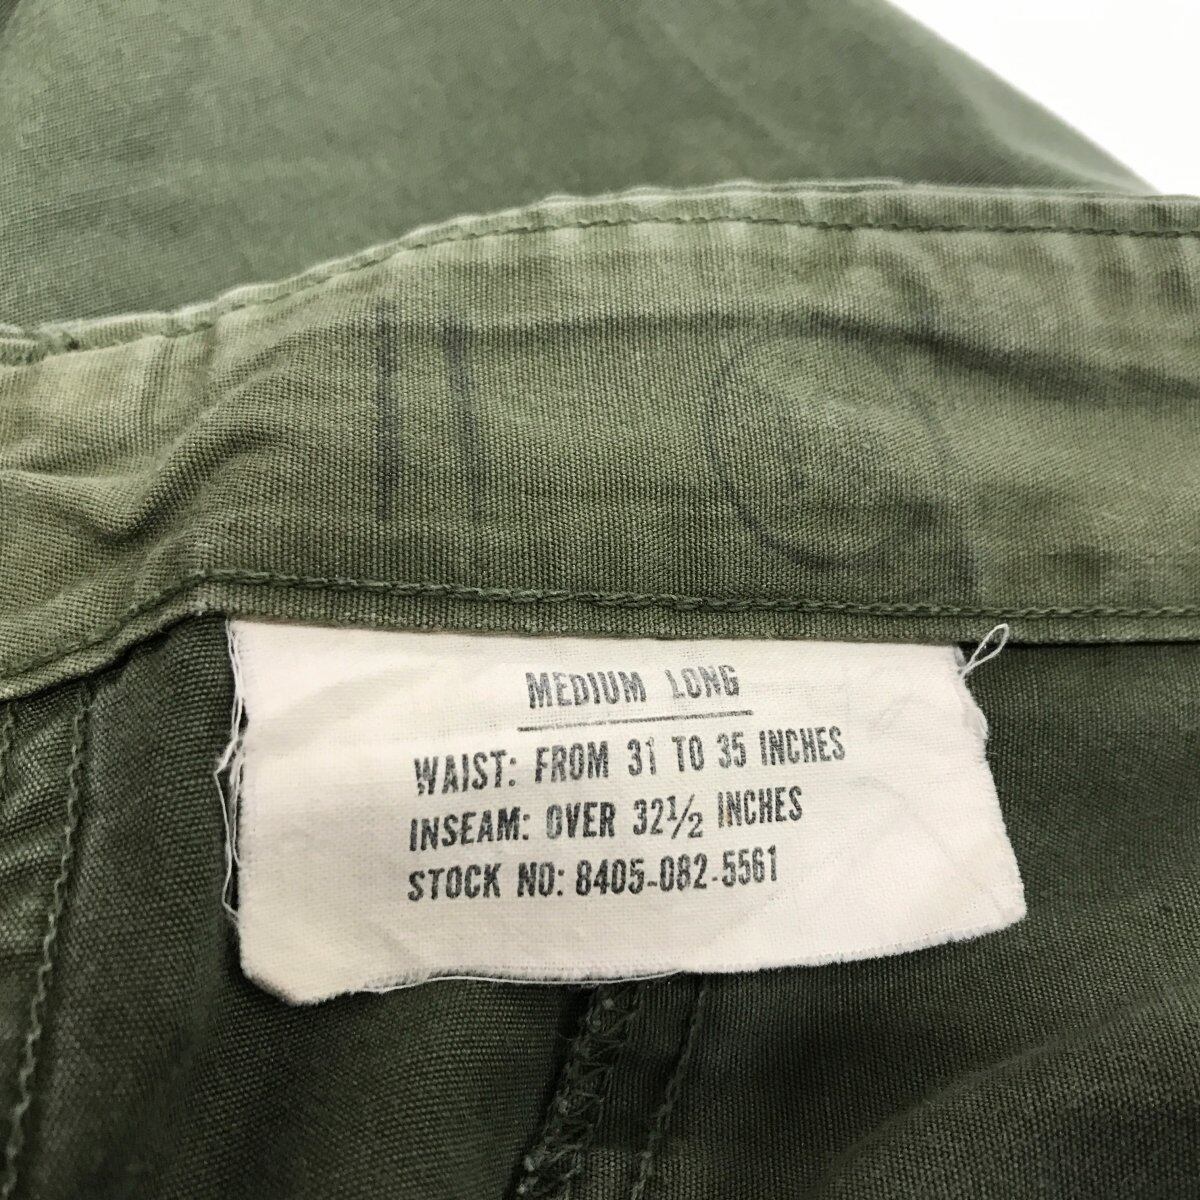 MEDIUM LONG
WAIST: FROM 31 TO 35 INCHES
INSEAM: OVER 32½ INCHES
STOCK NO: 8405-082-5561